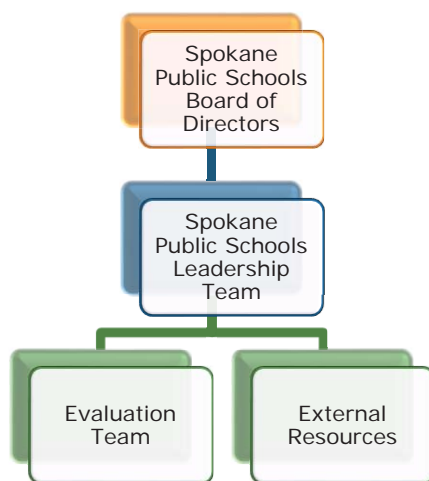 Spokane
Public Schools
Board of
Directors
Spokane
Public Schools
Leadership
Team
Evaluation
Team
External
Resources